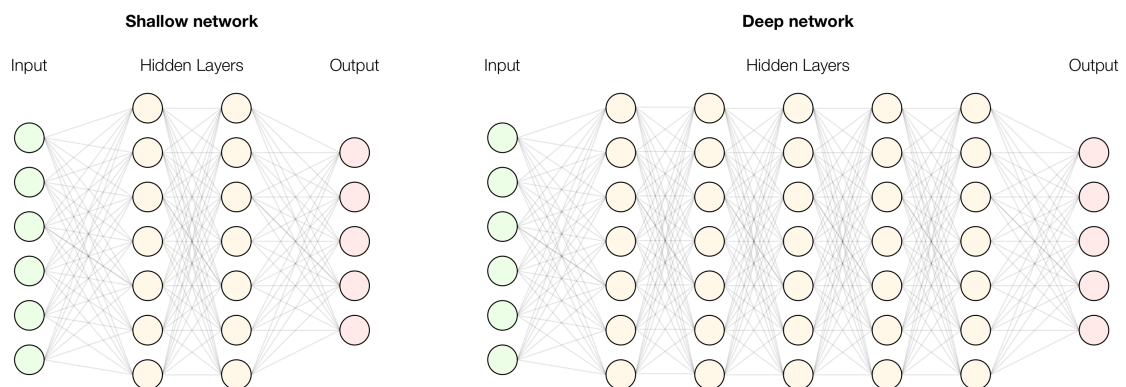 Shallow network
Input
Hidden Layers
Output
Deep network
Input
Hidden Layers
Output